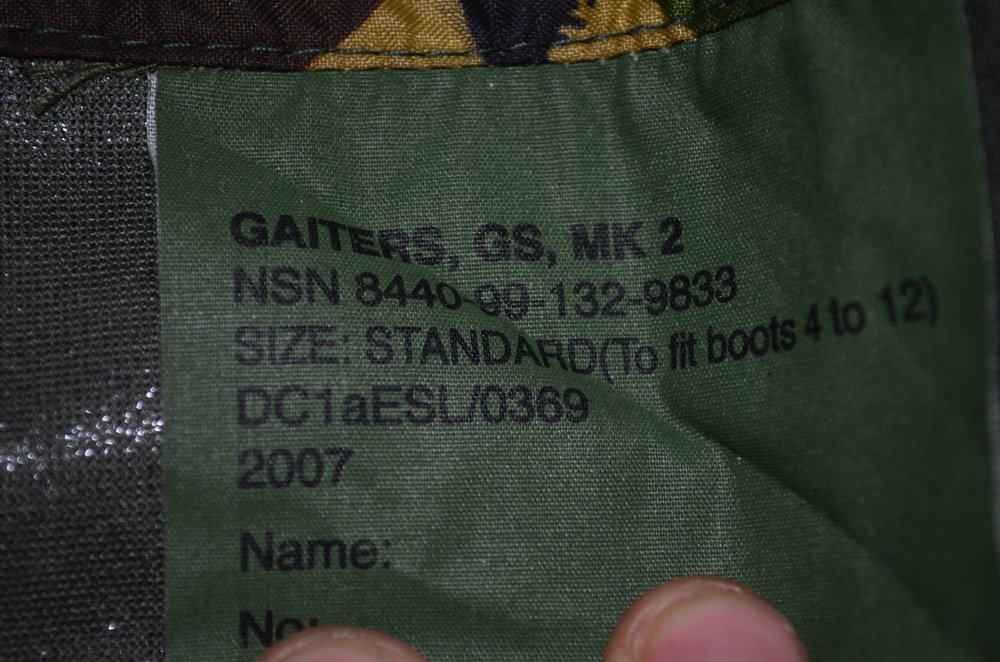 GAITERS, GS, MK 2
NSN 8440-99-132-9833
SIZE: STANDARD(To fit boots 4 to 12)
DC1aESL/0369
2007
Name:
No: